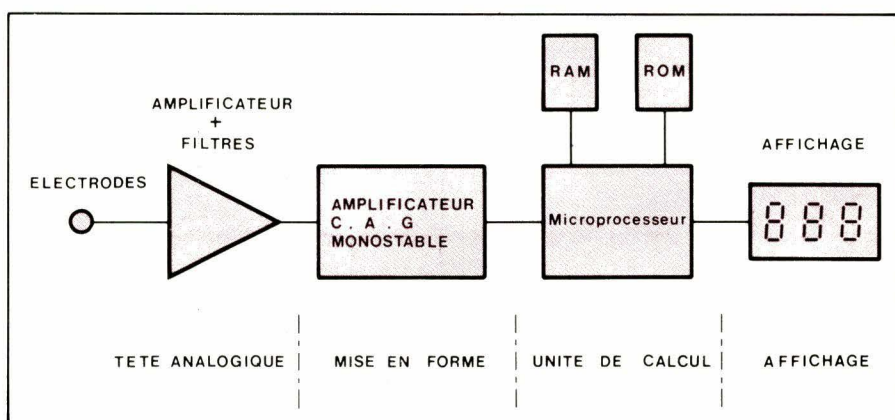 RAM
ROM
AMPLIFICATEUR
+
FILTRES
AFFICHAGE
ELECTRODES
AMPLIFICATEUR
C . A . G
MONOSTABLE
Microprocesseur
888
TETE ANALOGIQUE
MISE EN FORME
UNITE DE CALCUL
AFFICHAGE